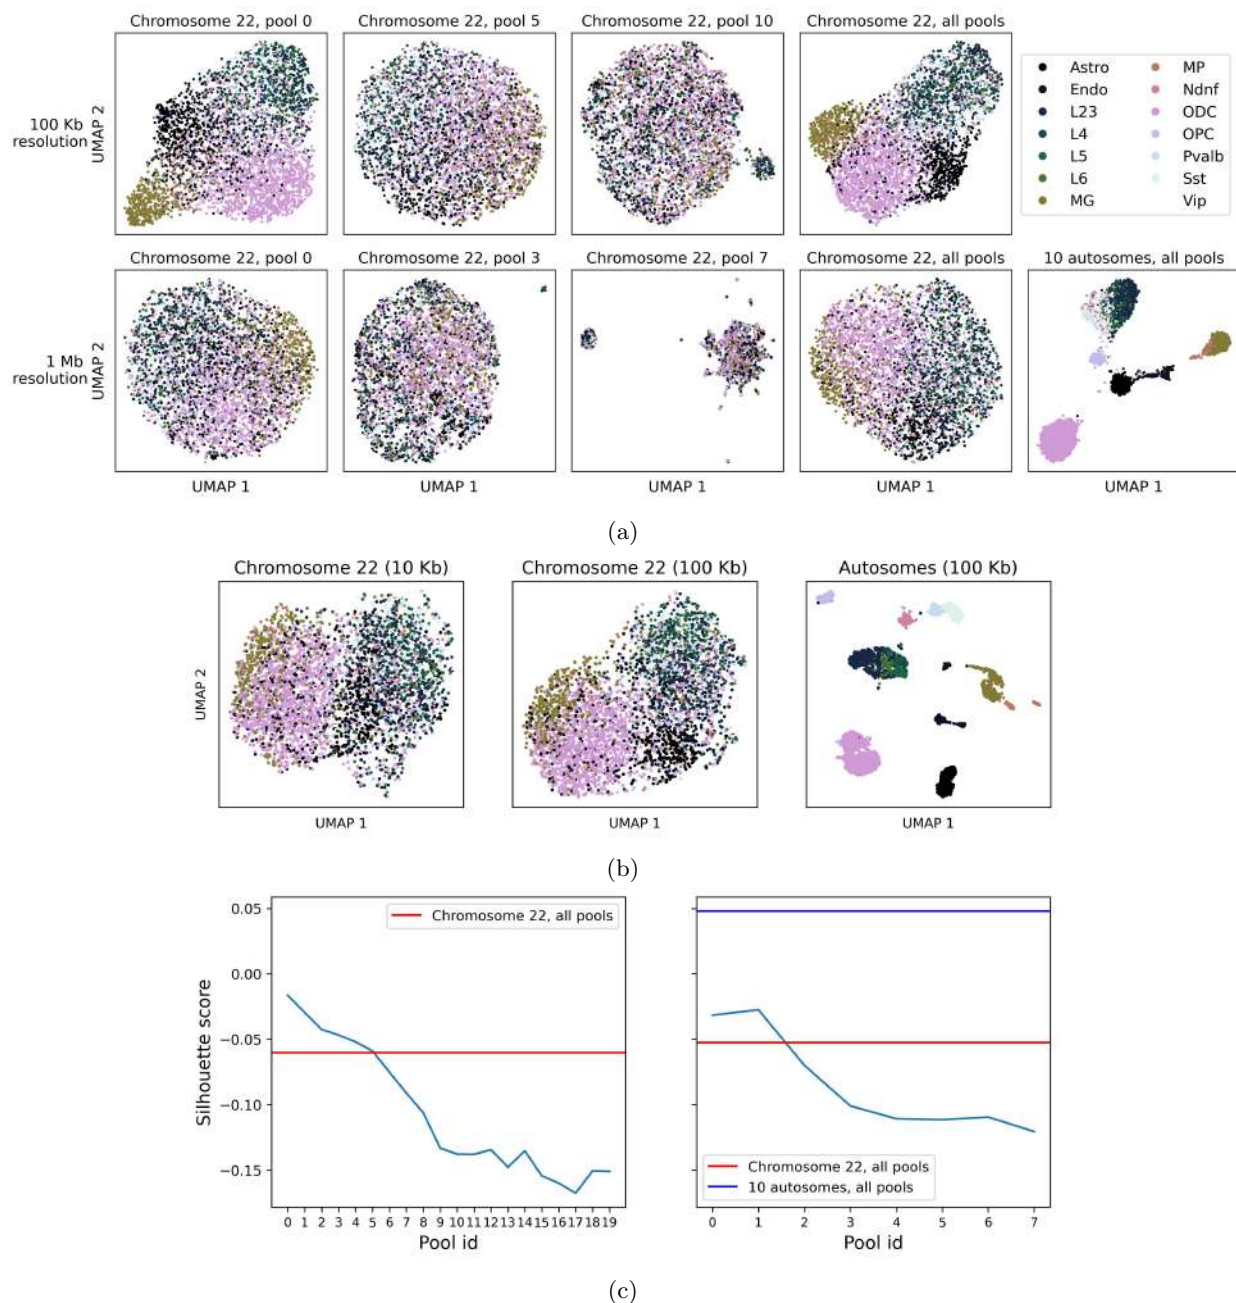 Chromosome 22, pool 0
Chromosome 22, pool 5
Chromosome 22, pool 10
Chromosome 22, all pools
100 Kb
resolution
UMAP 2
Astro
Endo
L23
L4
L5
L6
MG
MP
Ndnf
ODC
OPC
Pvalb
Sst
Vip
Chromosome 22, pool 0
Chromosome 22, pool 3
Chromosome 22, pool 7
Chromosome 22, all pools
10 autosomes, all pools
1 Mb
resolution
UMAP 2
UMAP 1
UMAP 1
UMAP 1
UMAP 1
UMAP 1
(a)
Chromosome 22 (10 Kb)
Chromosome 22 (100 Kb)
Autosomes (100 Kb)
UMAP 2
UMAP 1
UMAP 1
UMAP 1
(b)
Silhouette score
0.05
0.00
−0.05
−0.10
−0.15
Chromosome 22, all pools
0 1 2 3 4 5 6 7 8 9 10 11 12 13 14 15 16 17 18 19
Pool id
Chromosome 22, all pools
10 autosomes, all pools
0 1 2 3 4 5 6 7
Pool id
(c)